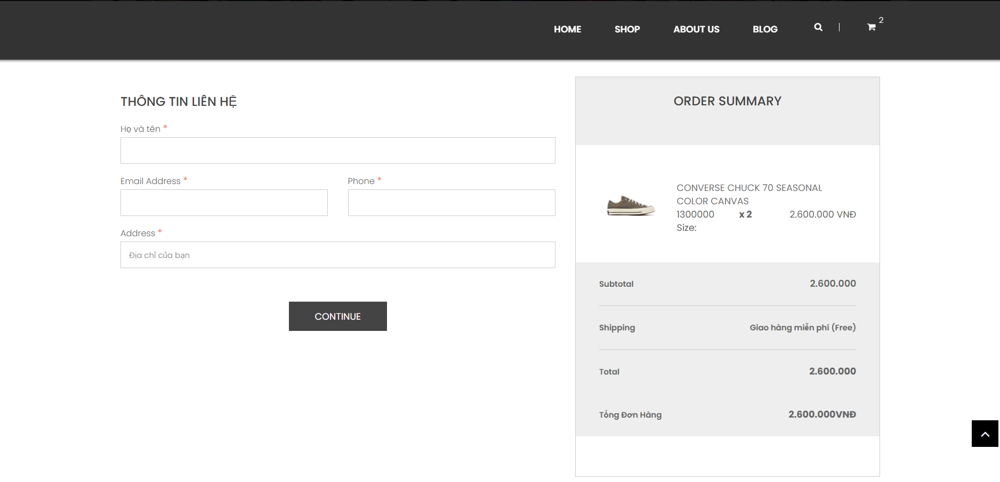 HOME SHOP ABOUT US BLOG 2
THÔNG TIN LIÊN HỆ
Họ và tên *
Email Address * Phone *
Address *
Địa chỉ của bạn
CONTINUE
ORDER SUMMARY
CONVERSE CHUCK 70 SEASONAL
COLOR CANVAS
1300000 x 2 2.600.000 VNĐ
Size:
Subtotal 2.600.000
Shipping Giao hàng miễn phí (Free)
Total 2.600.000
Tổng Đơn Hàng 2.600.000VNĐ